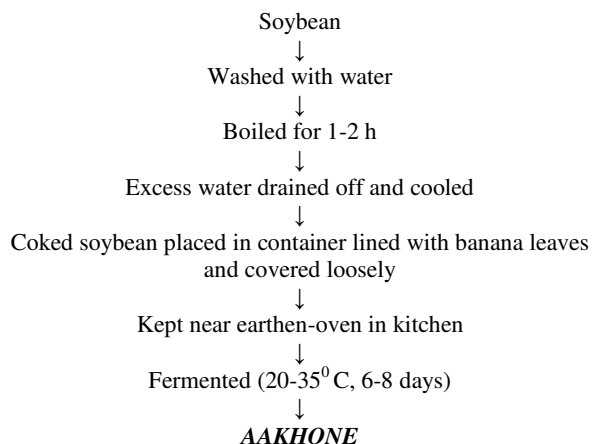 Soybean
↓
Washed with water
↓
Boiled for 1-2 h
↓
Excess water drained off and cooled
↓
Coked soybean placed in container lined with banana leaves
and covered loosely
↓
Kept near earthen-oven in kitchen
↓
Fermented (20-35⁰ C, 6-8 days)
↓
AAKHONE